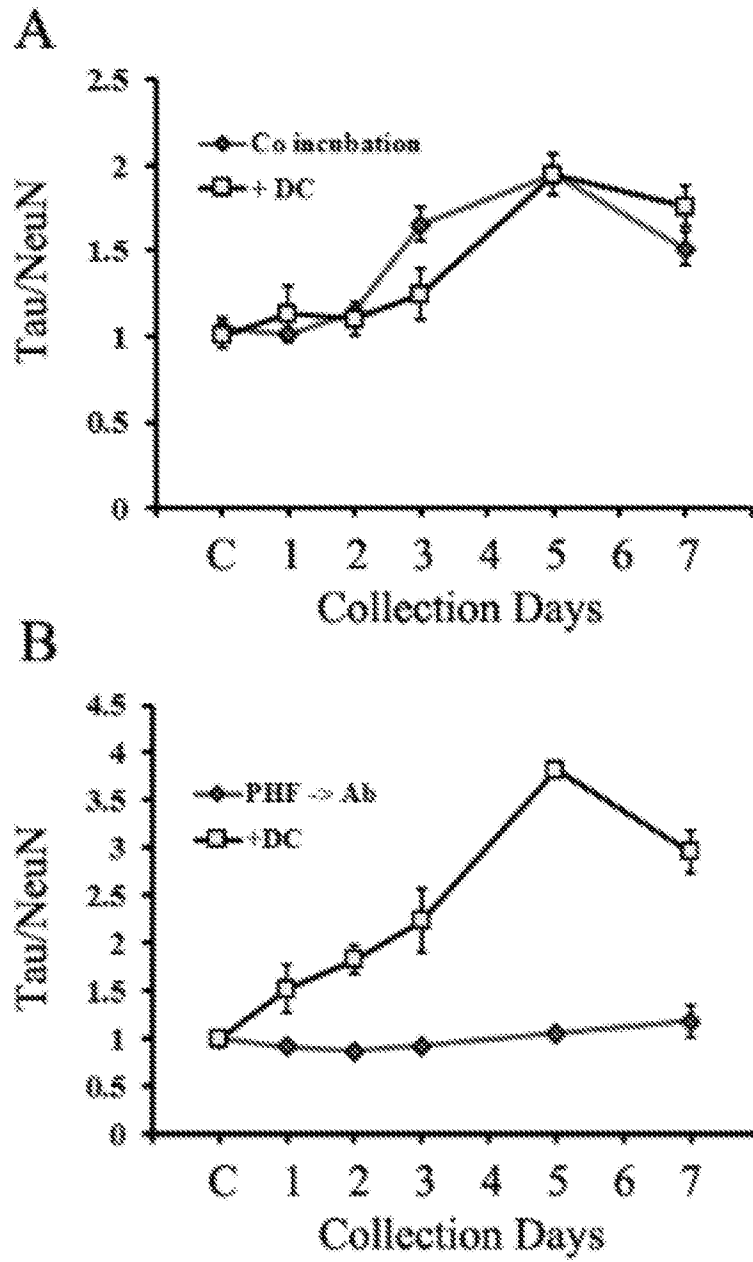 A
2.5
2
1.5
1
0.5
0
Tau/NeuN
Co incubation
+ DC
C 1 2 3 4 5 6 7
Collection Days
B
4.5
4
3.5
3
2.5
2
1.5
1
0.5
0
Tau/NeuN
PHF -> Ab
+DC
C 1 2 3 4 5 6 7
Collection Days